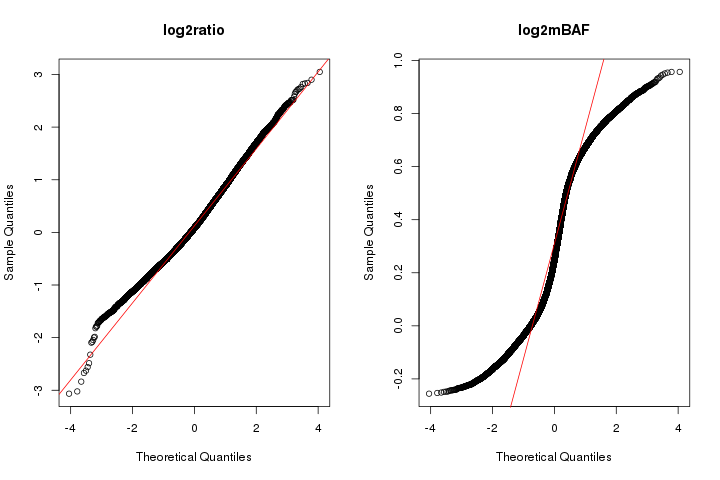 log2ratio
Sample Quantiles
3
2
1
0
-1
-2
-3
-4 -2 0 2 4
Theoretical Quantiles
log2mBAF
Sample Quantiles
1.0
0.8
0.6
0.4
0.2
0.0
-0.2
-4 -2 0 2 4
Theoretical Quantiles